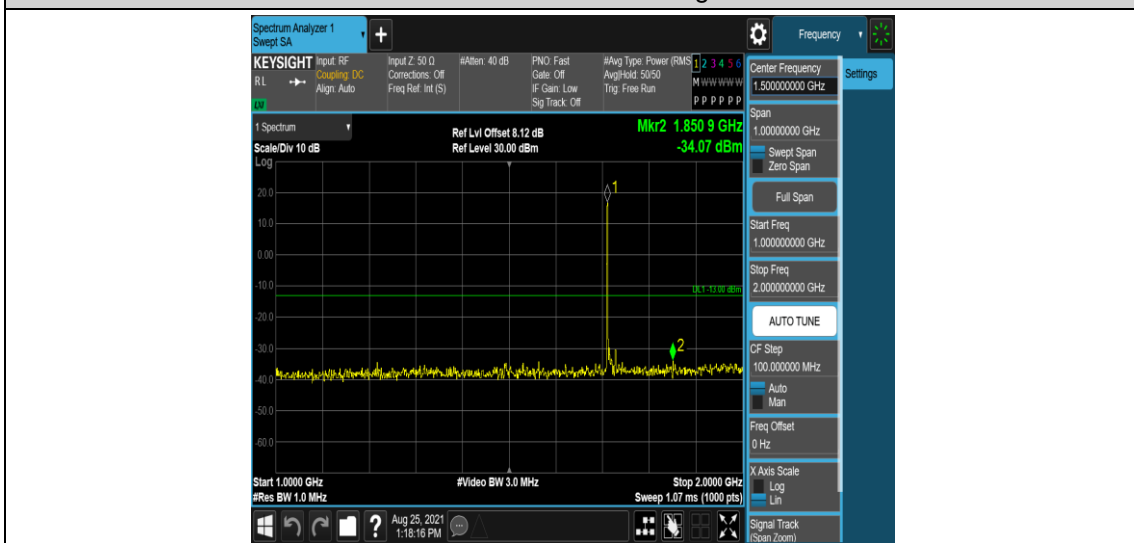 Spectrum Analyzer 1
Swept SA
+
Frequency
KEYSIGHT
RL
LXI
Input: RF
Coupling: DC
Align: Auto
Input Z: 50 Ω
Corrections: Off
Freq Ref: Int (S)
#Atten: 40 dB
PNO: Fast
Gate: Off
IF Gain: Low
Sig Track: Off
#Avg Type: Power (RMS
Avg|Hold: 50/50
Trig: Free Run
1 2 3 4 5 6
M W W W W W
P P P P P P
1 Spectrum
Scale/Div 10 dB
Ref Lvl Offset 8.12 dB
Ref Level 30.00 dBm
Mkr2 1.850 9 GHz
-34.07 dBm
Log
20.0
10.0
0.00
-10.0
-20.0
-30.0
-40.0
-50.0
-60.0
1
DL1 -13.00 dBm
2
Start 1.0000 GHz
#Res BW 1.0 MHz
#Video BW 3.0 MHz
Stop 2.0000 GHz
Sweep 1.07 ms (1000 pts)
?
Aug 25, 2021
1:18:16 PM
Center Frequency
1.500000000 GHz
Settings
Span
1.00000000 GHz
Swept Span
Zero Span
Full Span
Start Freq
1.000000000 GHz
Stop Freq
2.000000000 GHz
AUTO TUNE
CF Step
100.000000 MHz
Auto
Man
Freq Offset
0 Hz
X Axis Scale
Log
Lin
Signal Track
(Span Zoom)